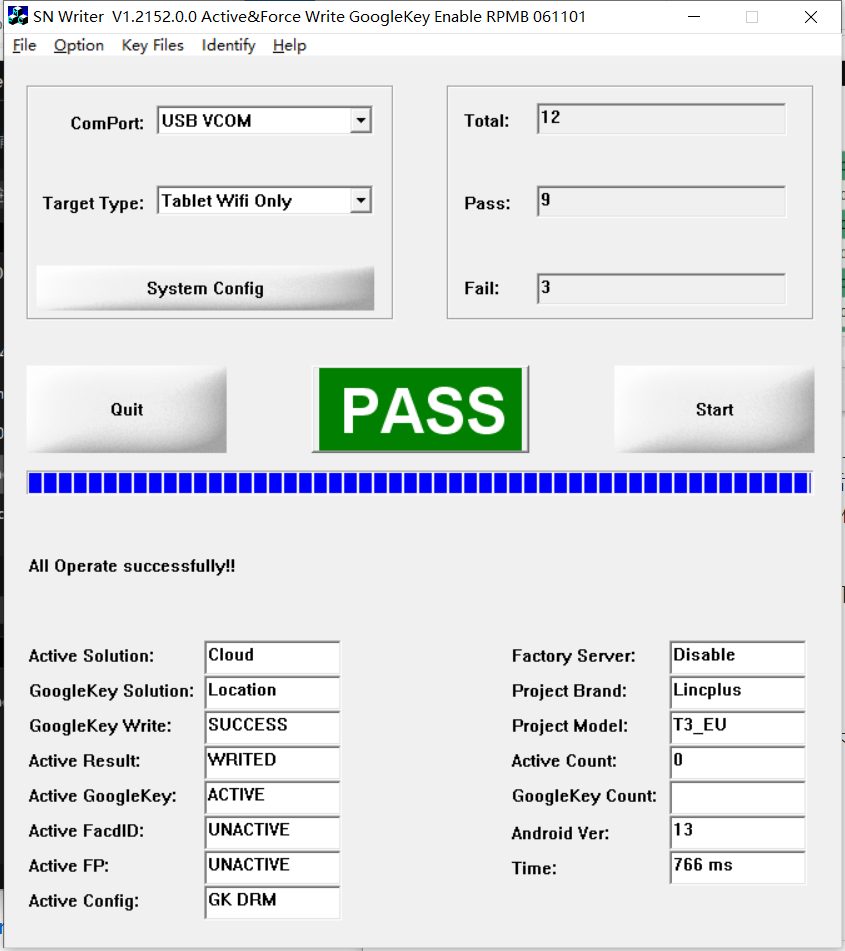 SN Writer V1.2152.0.0 Active&Force Write GoogleKey Enable RPMB 061101
File Option Key Files Identify Help
ComPort: USB VCOM
Target Type: Tablet Wifi Only
System Config
Total: 12
Pass: 9
Fail: 3
Quit
PASS
Start
All Operate successfully!!
Active Solution: Cloud
GoogleKey Solution: Location
GoogleKey Write: SUCCESS
Active Result: WRITED
Active GoogleKey: ACTIVE
Active FacdID: UNACTIVE
Active FP: UNACTIVE
Active Config: GK DRM
Factory Server: Disable
Project Brand: Lincplus
Project Model: T3_EU
Active Count: 0
GoogleKey Count:
Android Ver: 13
Time: 766 ms